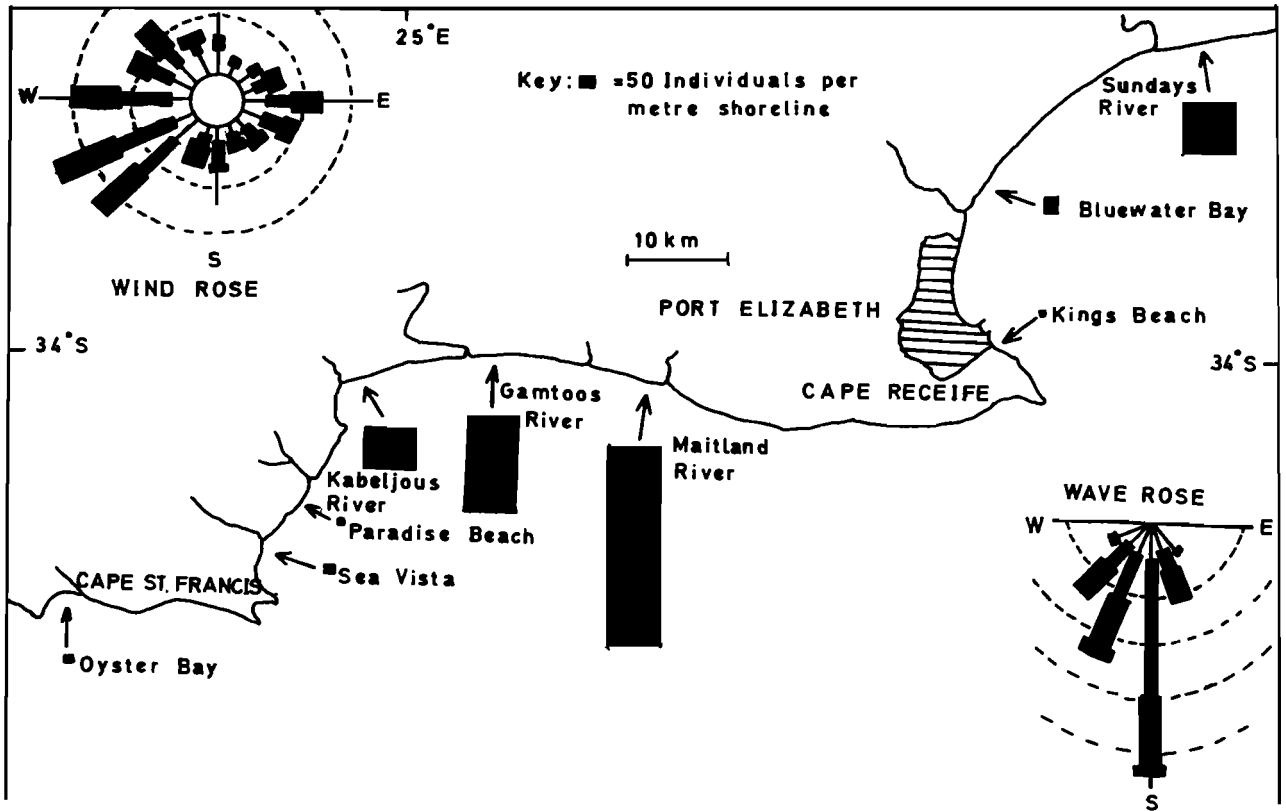 25°E
Key: =50 Individuals per
metre shoreline
Sundays
River
W
E
S
WIND ROSE
Bluewater Bay
10 km
PORT ELIZABETH
Kings Beach
34°S
34°S
CAPE RECEIFE
Gamtoos
River
Maitland
River
Kabeljous
River
Paradise Beach
Sea Vista
CAPE ST. FRANCIS
Oyster Bay
WAVE ROSE
W
E
S